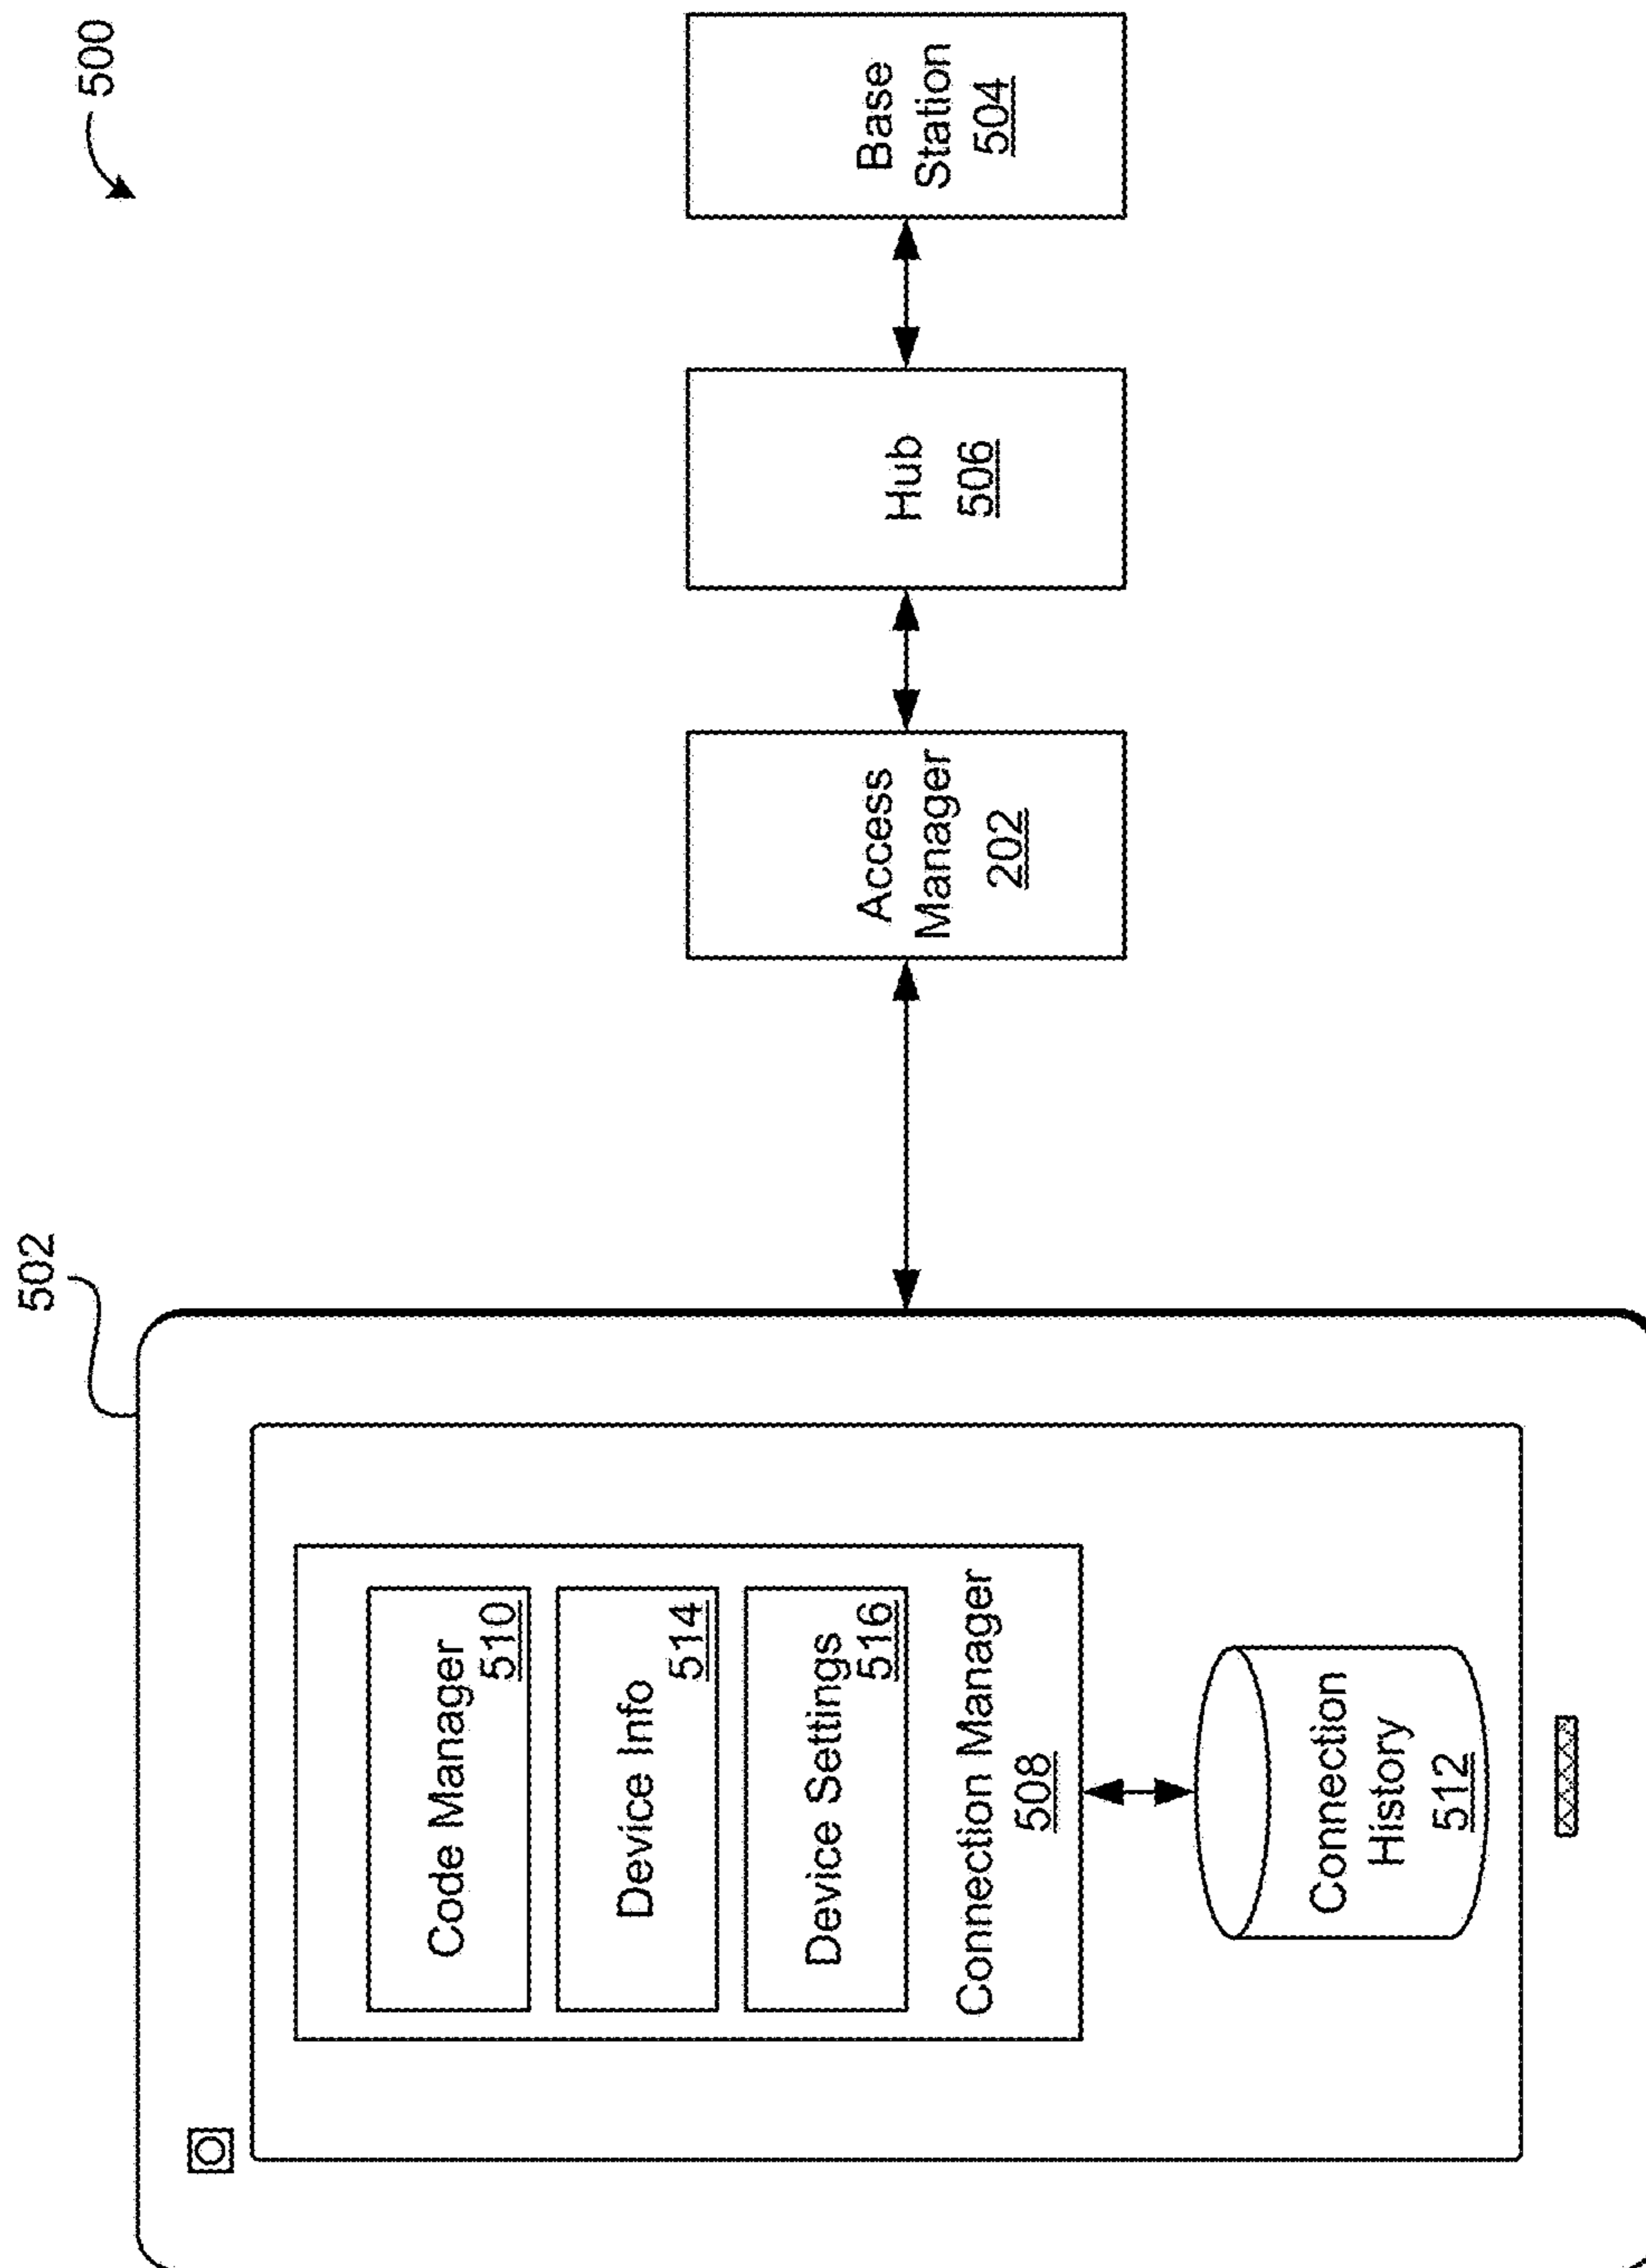 500
502
Code Manager
510
Device Info
514
Device Settings
516
Connection Manager
508
Connection
History
512
Access
Manager
202
Hub
506
Base
Station
504